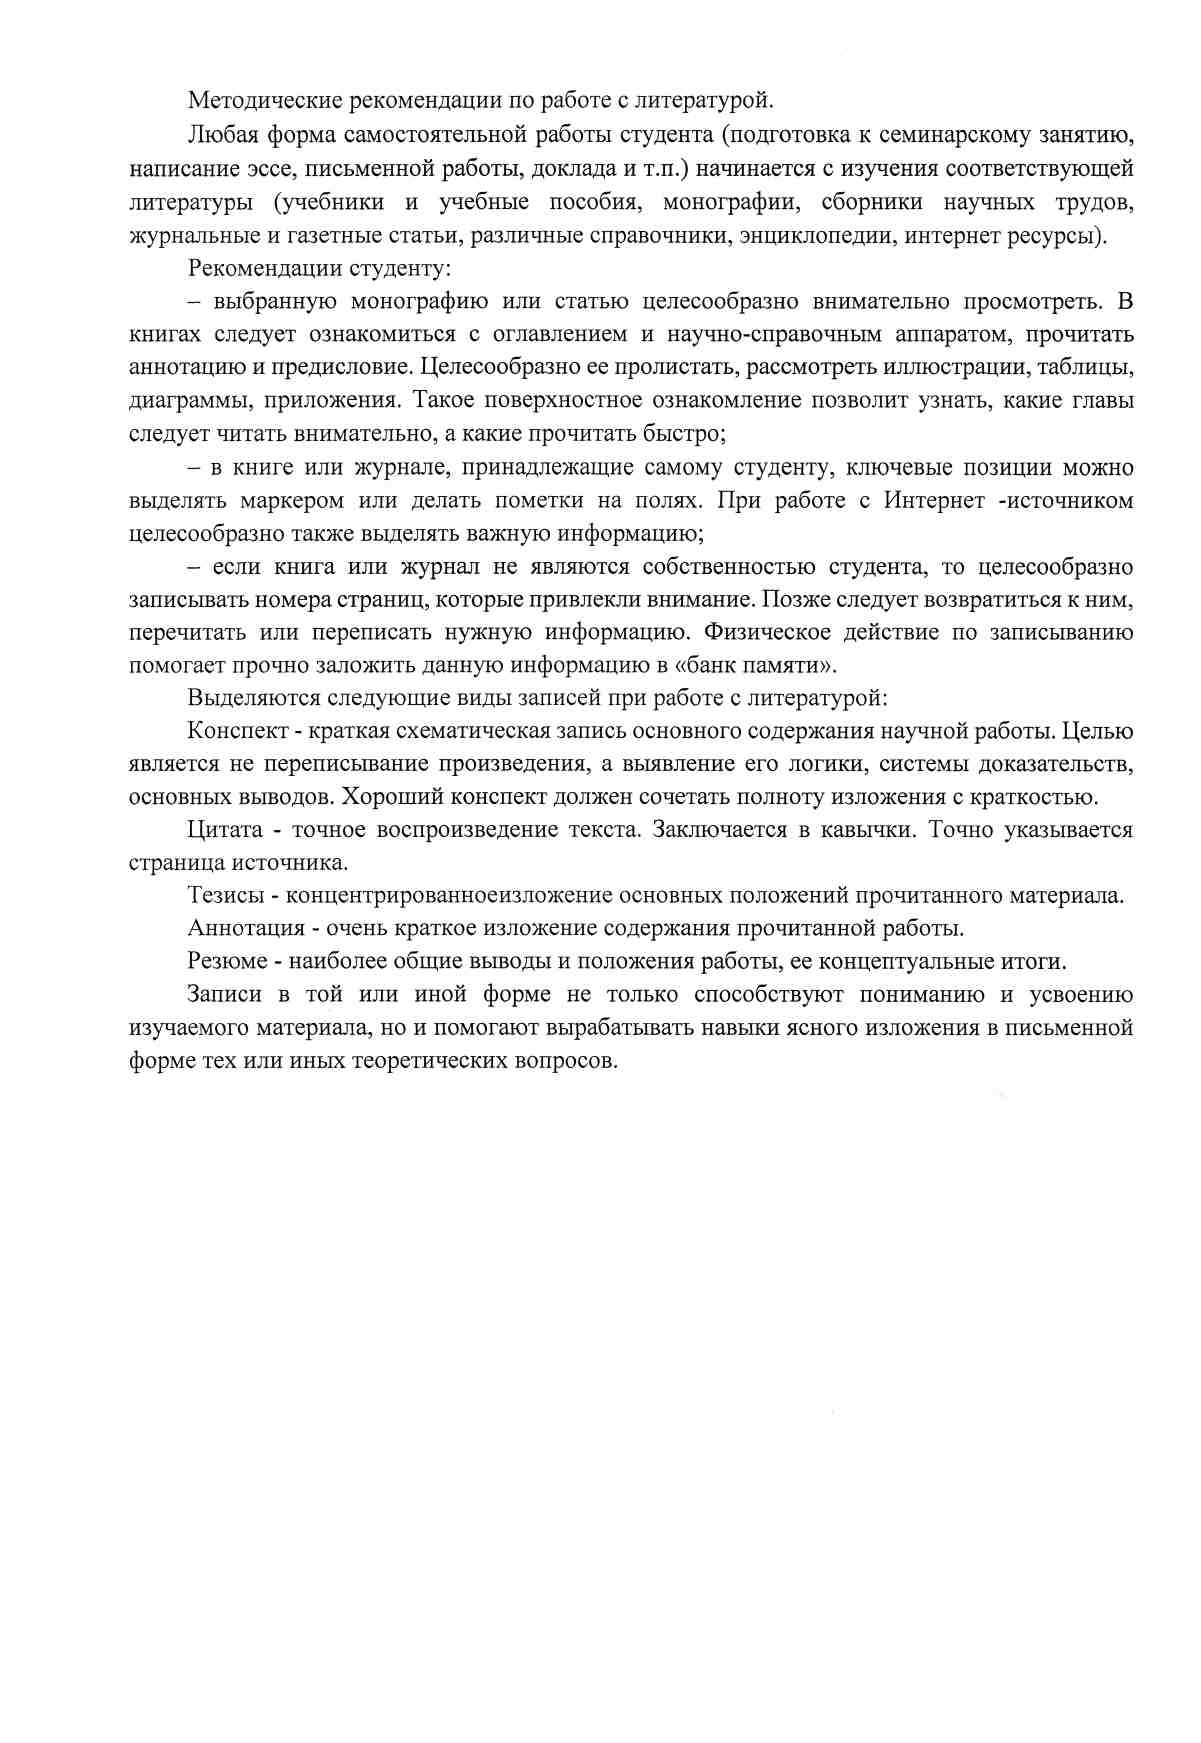 Методические рекомендации по работе с литературой.
Любая форма самостоятельной работы студента (подготовка к семинарскому занятию,
написание эссе, письменной работы, доклада и т.п.) начинается с изучения соответствующей
литературы (учебники и учебные пособия, монографии, сборники научных трудов,
журнальные и газетные статьи, различные справочники, энциклопедии, интернет ресурсы).
Рекомендации студенту:
– выбранную монографию или статью целесообразно внимательно просмотреть. В
книгах следует ознакомиться с оглавлением и научно-справочным аппаратом, прочитать
аннотацию и предисловие. Целесообразно ее пролистать, рассмотреть иллюстрации, таблицы,
диаграммы, приложения. Такое поверхностное ознакомление позволит узнать, какие главы
следует читать внимательно, а какие прочитать быстро;
– в книге или журнале, принадлежащие самому студенту, ключевые позиции можно
выделять маркером или делать пометки на полях. При работе с Интернет -источником
целесообразно также выделять важную информацию;
– если книга или журнал не являются собственностью студента, то целесообразно
записывать номера страниц, которые привлекли внимание. Позже следует возвратиться к ним,
перечитать или переписать нужную информацию. Физическое действие по записыванию
помогает прочно заложить данную информацию в «банк памяти».
Выделяются следующие виды записей при работе с литературой:
Конспект - краткая схематическая запись основного содержания научной работы. Целью
является не переписывание произведения, а выявление его логики, системы доказательств,
основных выводов. Хороший конспект должен сочетать полноту изложения с краткостью.
Цитата - точное воспроизведение текста. Заключается в кавычки. Точно указывается
страница источника.
Тезисы - концентрированноеизложение основных положений прочитанного материала.
Аннотация - очень краткое изложение содержания прочитанной работы.
Резюме - наиболее общие выводы и положения работы, ее концептуальные итоги.
Записи в той или иной форме не только способствуют пониманию и усвоению
изучаемого материала, но и помогают вырабатывать навыки ясного изложения в письменной
форме тех или иных теоретических вопросов.